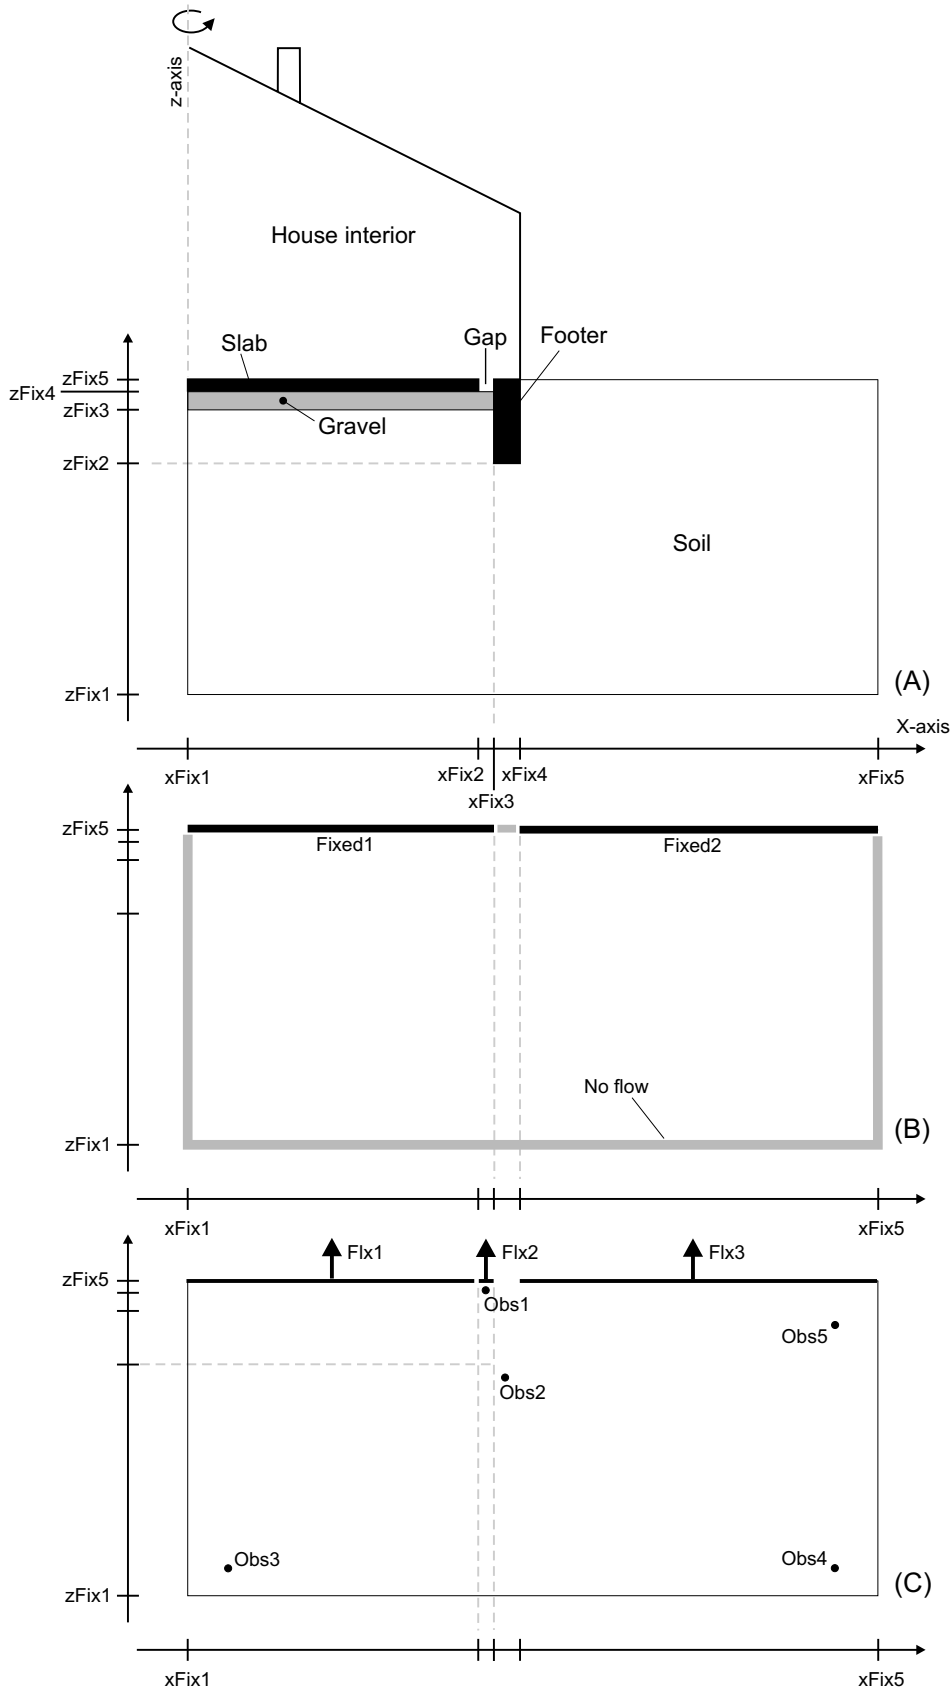 z-axis
House interior
Slab
Gap
Footer
zFix5
zFix4
zFix3
Gravel
zFix2
Soil
zFix1
(A)
X-axis
xFix1
xFix2
xFix4
xFix5
xFix3
zFix5
Fixed1
Fixed2
No flow
(B)
zFix1
xFix1
xFix5
Flx1
Flx2
Flx3
zFix5
Obs1
Obs5
Obs2
Obs3
Obs4
(C)
zFix1
xFix1
xFix5